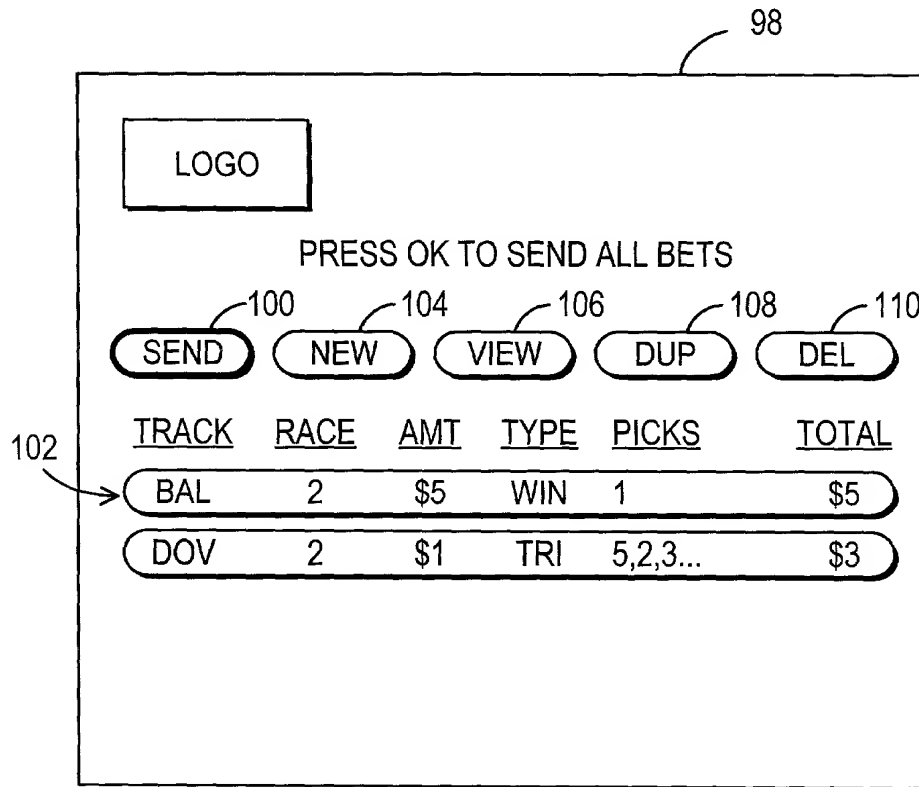 98
LOGO
PRESS OK TO SEND ALL BETS
100 104 106 108 110
SEND NEW VIEW DUP DEL
TRACK RACE AMT TYPE PICKS TOTAL
102
BAL 2 $5 WIN 1 $5
DOV 2 $1 TRI 5,2,3... $3